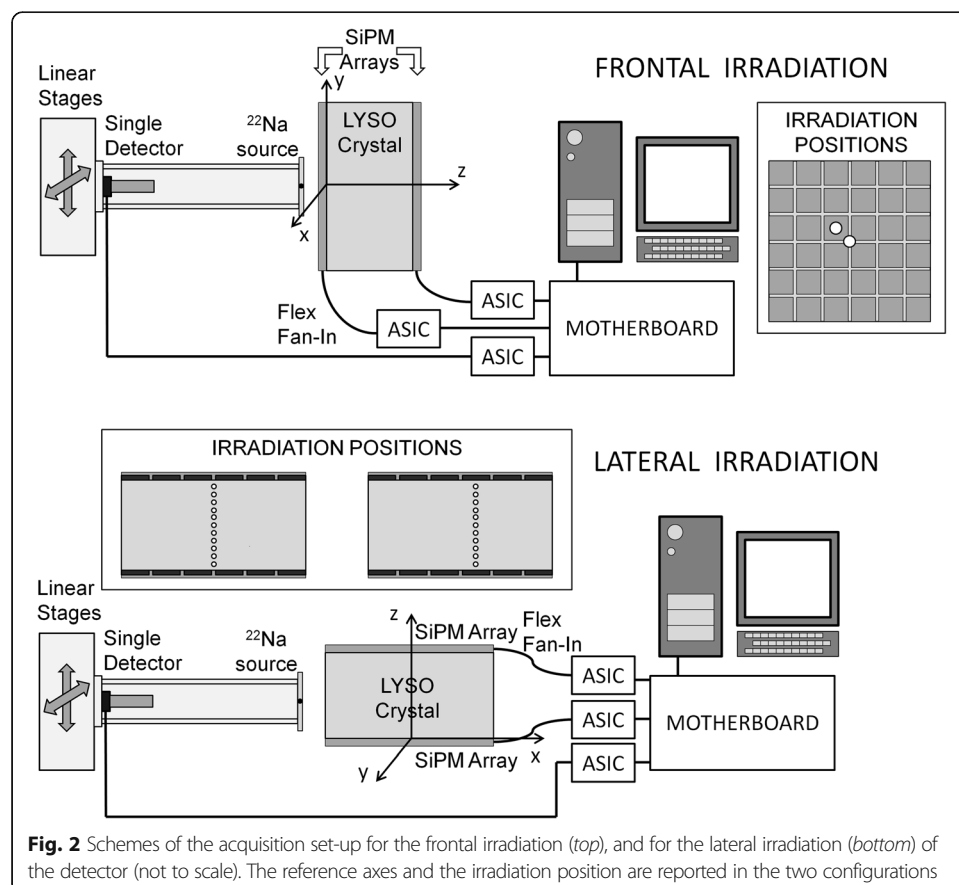 SiPM
Arrays
FRONTAL IRRADIATION
Linear
Stages
Single
Detector
²²Na
source
y
LYSO
Crystal
z
x
IRRADIATION
POSITIONS
Flex
Fan-In
ASIC
ASIC
ASIC
MOTHERBOARD
IRRADIATION POSITIONS
LATERAL IRRADIATION
Linear
Stages
Single
Detector
²²Na
source
z
SiPM Array
Flex
Fan-In
LYSO
Crystal
SiPM Array
x
y
ASIC
ASIC
ASIC
MOTHERBOARD
Fig. 2 Schemes of the acquisition set-up for the frontal irradiation (top), and for the lateral irradiation (bottom) of
the detector (not to scale). The reference axes and the irradiation position are reported in the two configurations